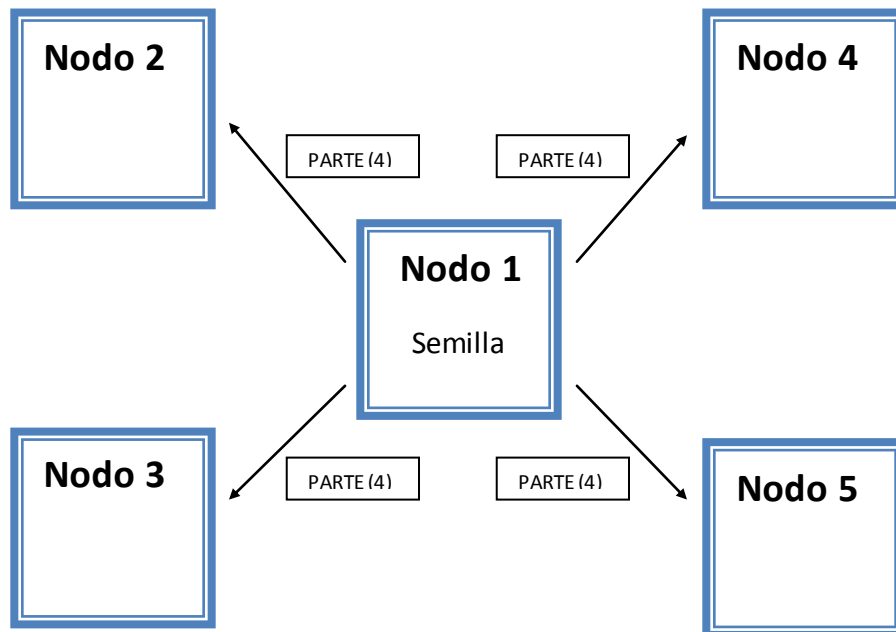 Nodo 2
Nodo 4
PARTE (4)
PARTE (4)
Nodo 1
Semilla
Nodo 3
PARTE (4)
PARTE (4)
Nodo 5